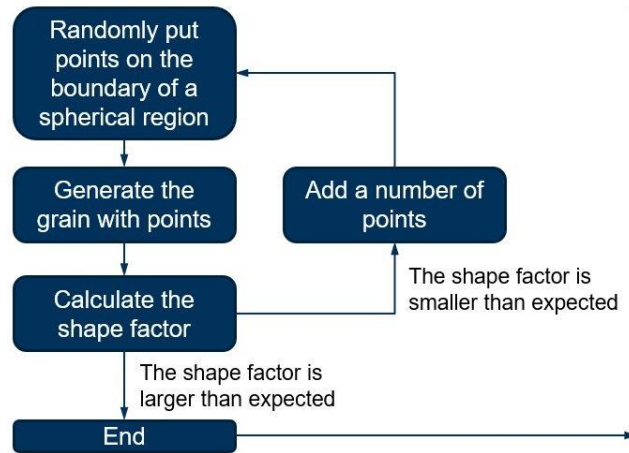 Randomly put
points on the
boundary of a
spherical region
Generate the
grain with points
Add a number of
points
The shape factor is
smaller than expected
Calculate the
shape factor
The shape factor is
larger than expected
End